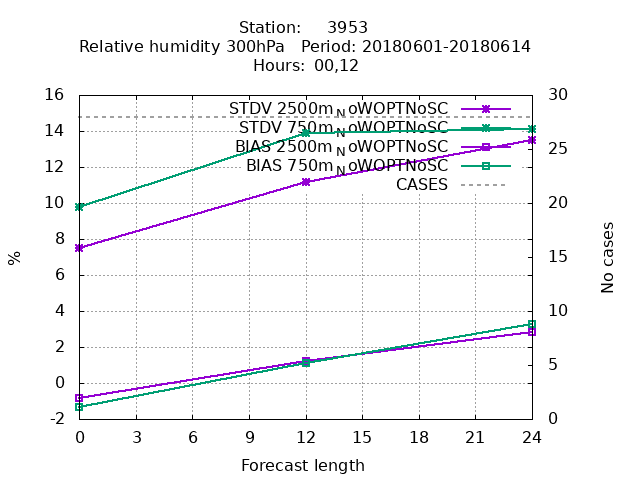 Station:     3953
Relative humidity 300hPa   Period: 20180601-20180614
Hours: 00,12
STDV 2500m_NoWOPTNoSC
STDV 750m_NoWOPTNoSC
BIAS 2500m_NoWOPTNoSC
BIAS 750m_NoWOPTNoSC
CASES
16
14
12
10
8
6
4
2
0
-2
%
30
25
20
15
10
5
0
No cases
0 3 6 9 12 15 18 21 24
Forecast length